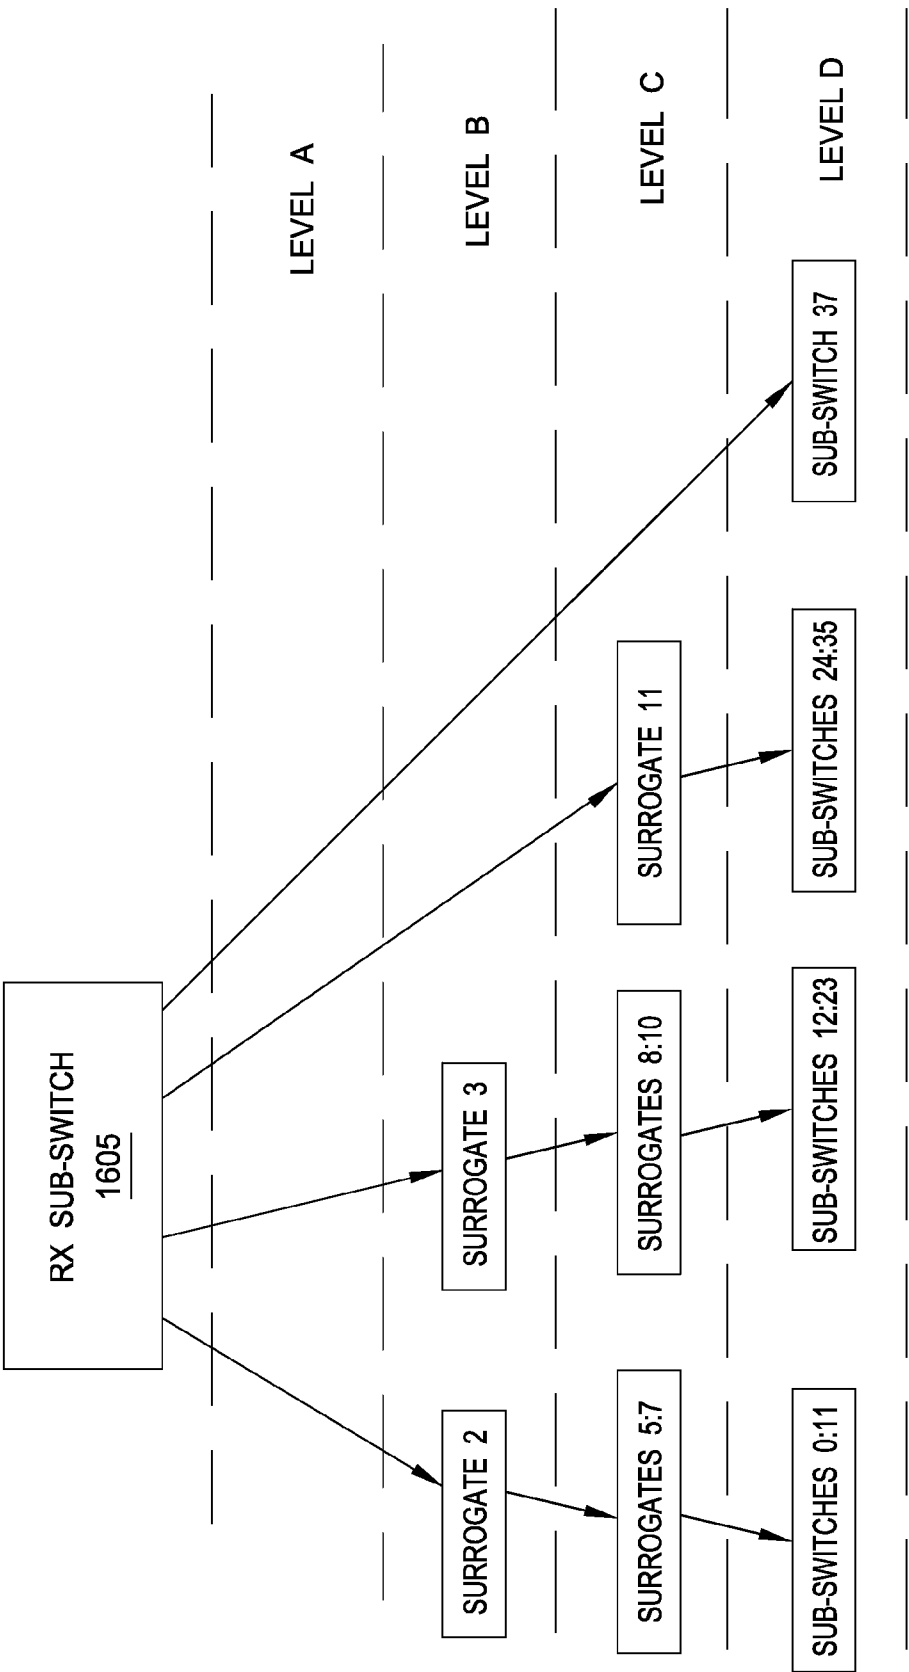 RX SUB-SWITCH
1605
LEVEL A
SURROGATE 2
SURROGATE 3
LEVEL B
SURROGATES 5:7
SURROGATES 8:10
SURROGATE 11
LEVEL C
SUB-SWITCHES 0:11
SUB-SWITCHES 12:23
SUB-SWITCHES 24:35
SUB-SWITCH 37
LEVEL D